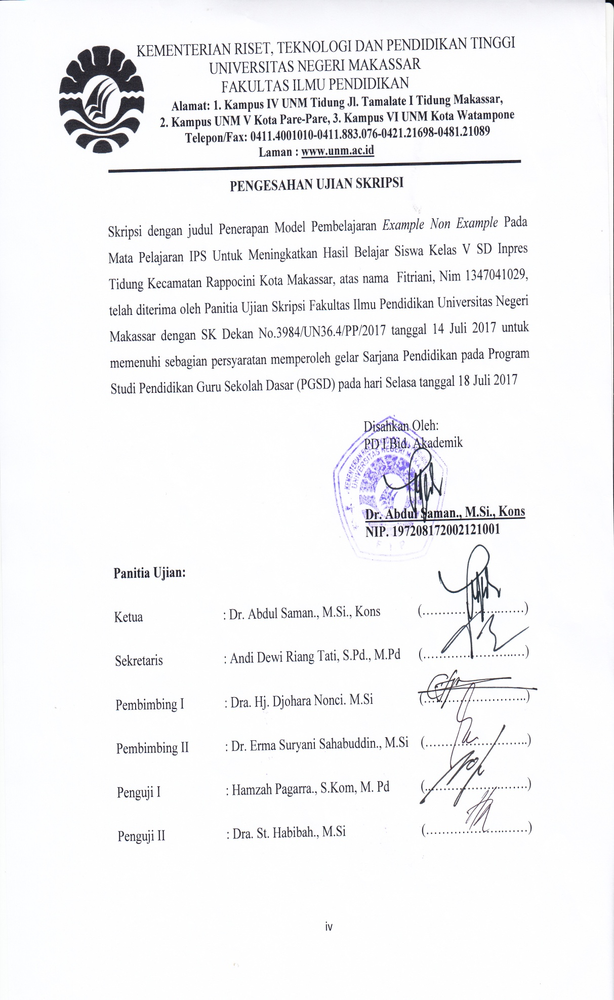 KEMENTERIAN RISET, TEKNOLOGI DAN PENDIDIKAN TINGGI
UNIVERSITAS NEGERI MAKASSAR
FAKULTAS ILMU PENDIDIKAN
Alamat: 1. Kampus IV UNM Tidung Jl. Tamalate I Tidung Makassar,
2. Kampus UNM V Kota Pare-Pare, 3. Kampus VI UNM Kota Watampone
Telepon/Fax: 0411.4001010-0411.883.076-0421.21698-0481.21089
Laman : www.unm.ac.id
PENGESAHAN UJIAN SKRIPSI
Skripsi dengan judul Penerapan Model Pembelajaran Example Non Example Pada
Mata Pelajaran IPS Untuk Meningkatkan Hasil Belajar Siswa Kelas V SD Inpres
Tidung Kecamatan Rappocini Kota Makassar, atas nama Fitriani, Nim 1347041029,
telah diterima oleh Panitia Ujian Skripsi Fakultas Ilmu Pendidikan Universitas Negeri
Makassar dengan SK Dekan No.3984/UN36.4/PP/2017 tanggal 14 Juli 2017 untuk
memenuhi sebagian persyaratan memperoleh gelar Sarjana Pendidikan pada Program
Studi Pendidikan Guru Sekolah Dasar (PGSD) pada hari Selasa tanggal 18 Juli 2017
Disahkan Oleh:
PD I Bid. Akademik
KEMENTERIAN RISET TEKNOLOGI
UNIVERSITAS NEGERI
Dr. Abdul Saman., M.Si., Kons
NIP. 197208172002121001
F I P
Panitia Ujian:
Ketua : Dr. Abdul Saman., M.Si., Kons (..........................)
Sekretaris : Andi Dewi Riang Tati, S.Pd., M.Pd (..........................)
Pembimbing I : Dra. Hj. Djohara Nonci. M.Si (..........................)
Pembimbing II : Dr. Erma Suryani Sahabuddin., M.Si (..........................)
Penguji I : Hamzah Pagarra., S.Kom, M. Pd (..........................)
Penguji II : Dra. St. Habibah., M.Si (..........................)
iv